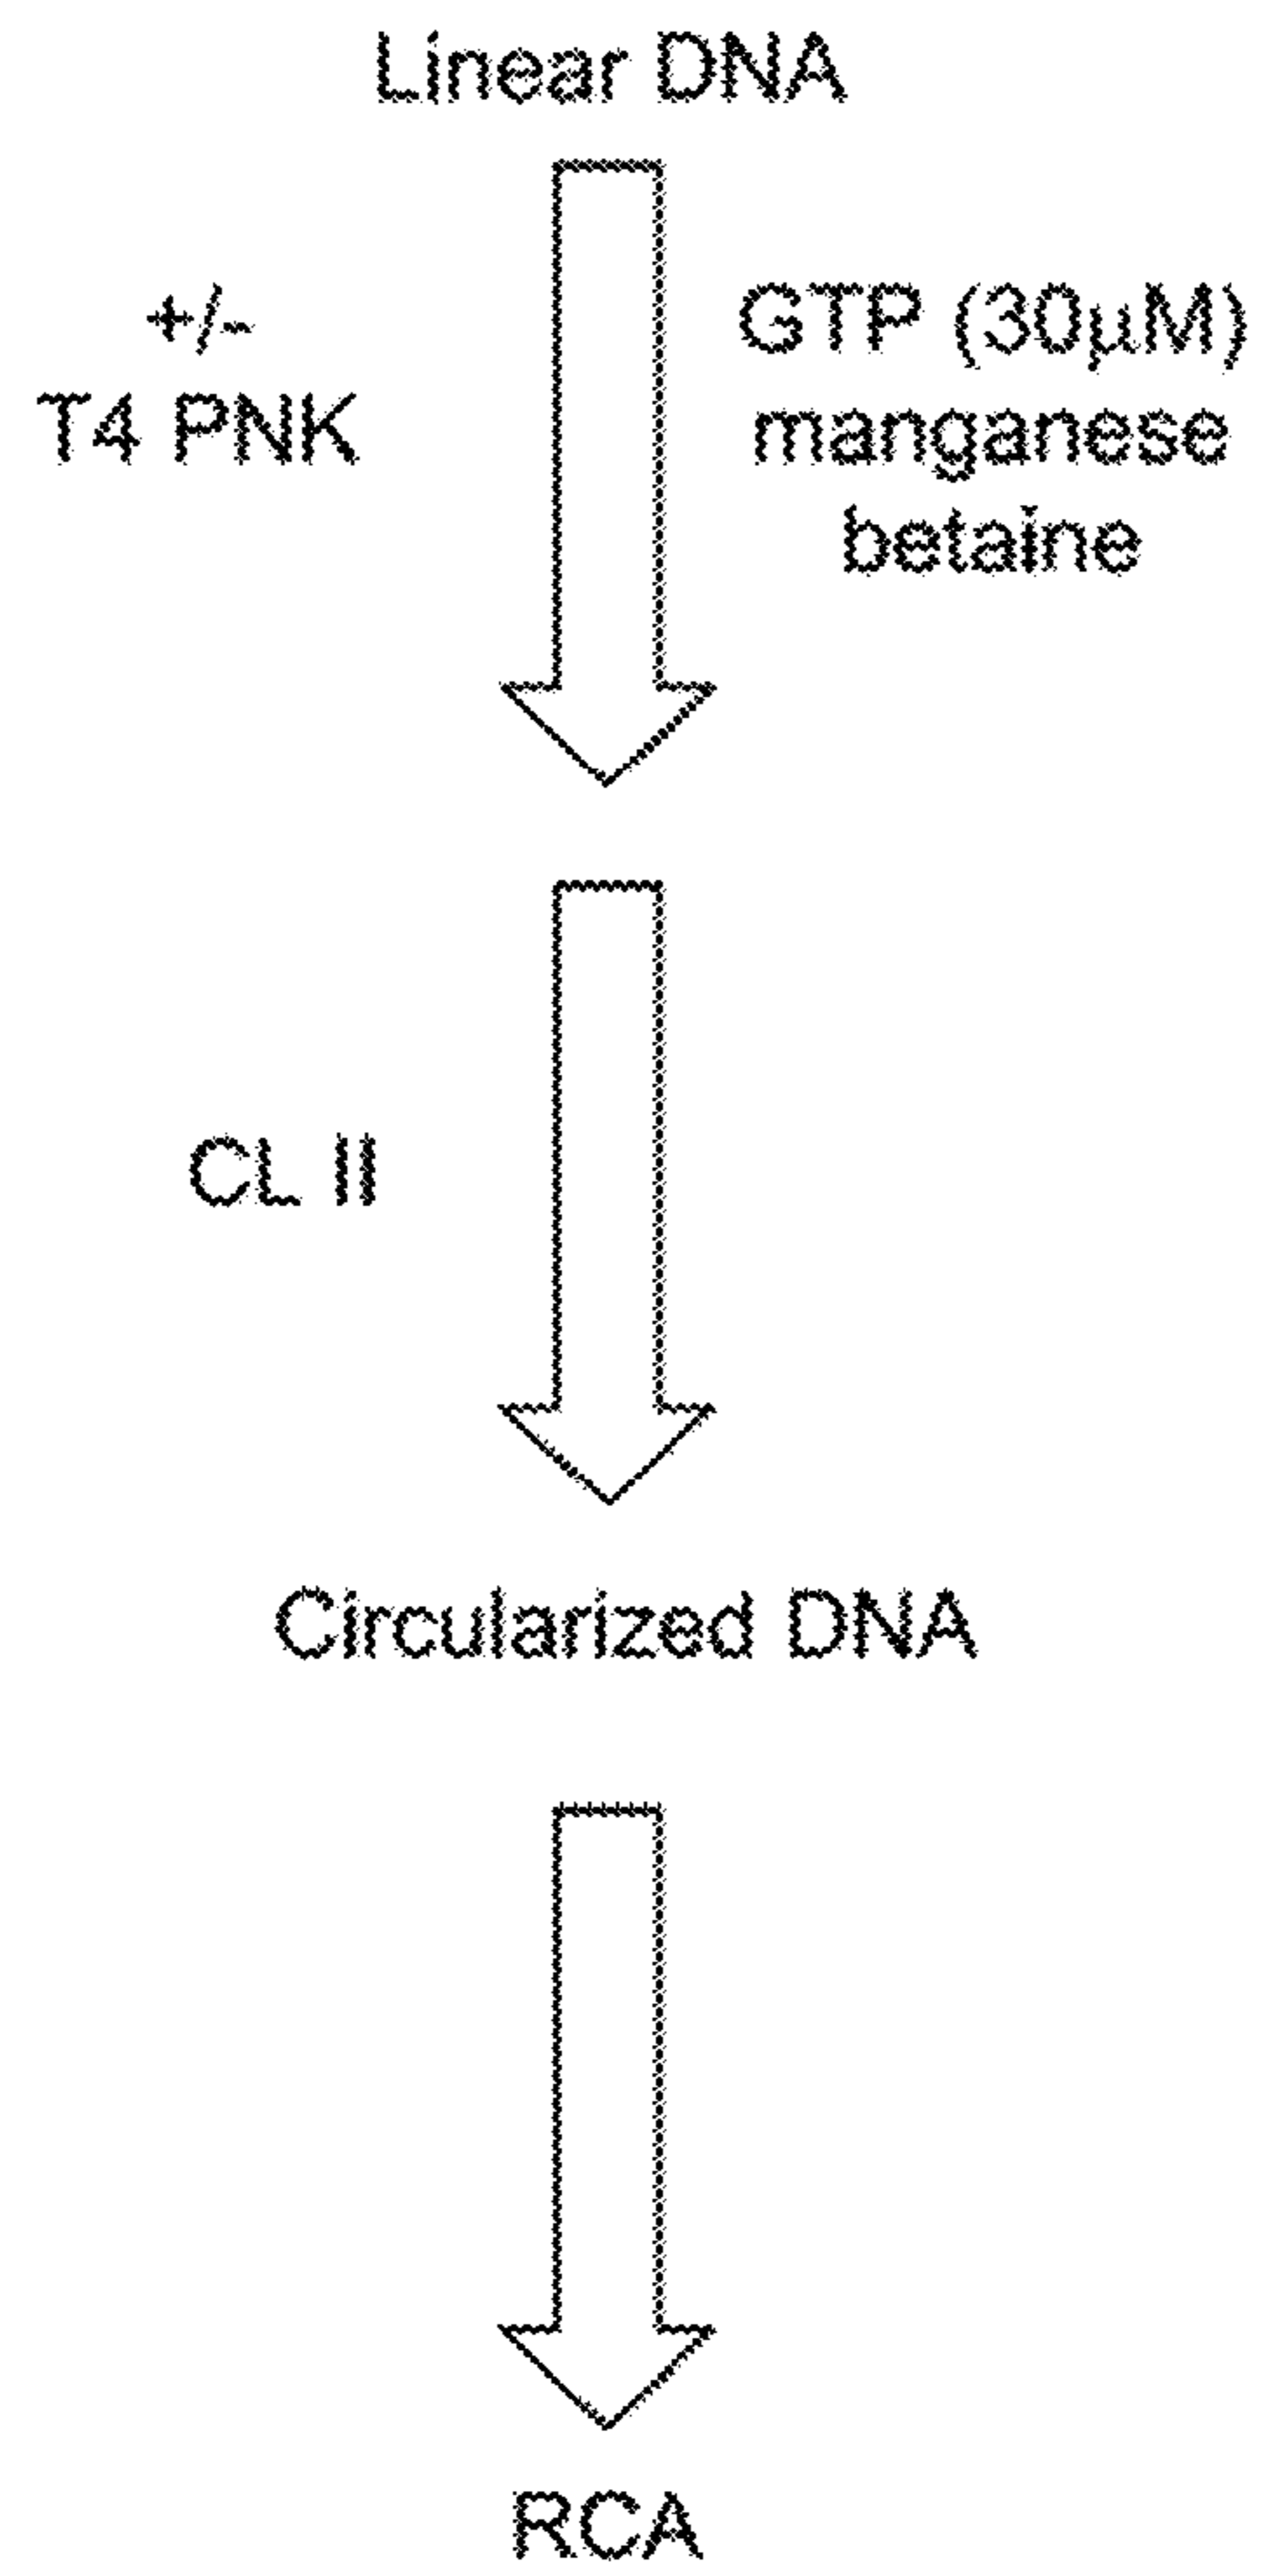 Linear DNA
+/-
T4 PNK
GTP (30µM)
manganese
betaine
CL II
Circularized DNA
RCA